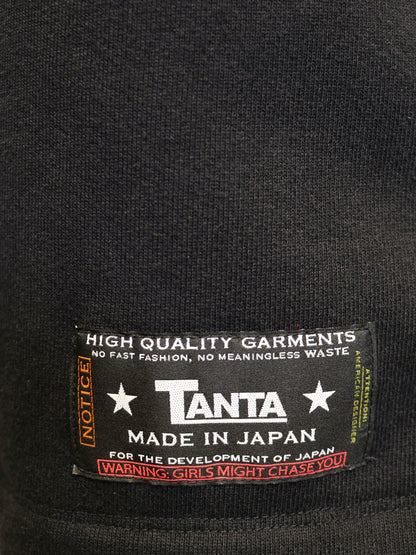 HIGH QUALITY GARMENTS
NO FAST FASHION, NO MEANINGLESS WASTE
NOTICE
★ TANTA ★
ATTENTION!
AMERICAN DESIGNER
MADE IN JAPAN
FOR THE DEVELOPMENT OF JAPAN
WARNING: GIRLS MIGHT CHASE YOU